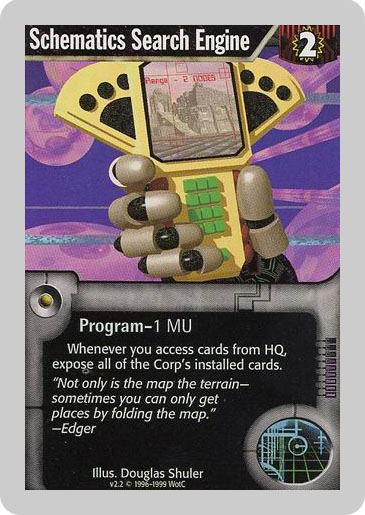 Schematics Search Engine
2
Range - 2 NODES
Program–1 MU
Whenever you access cards from HQ,
expose all of the Corp's installed cards.
“Not only is the map the terrain—
sometimes you can only get
places by folding the map.”
—Edger
Illus. Douglas Shuler
v2.2 © 1996–1999 WotC